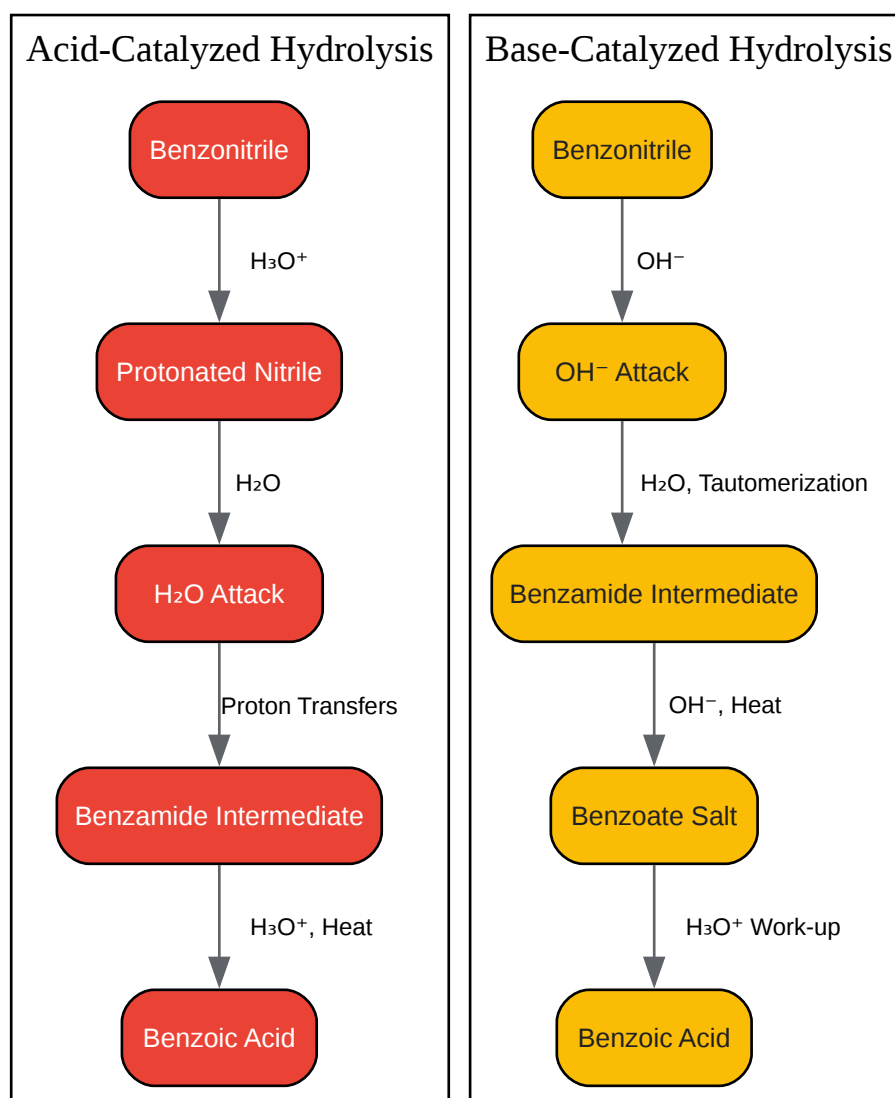 Acid-Catalyzed Hydrolysis
Benzonitrile
H₃O⁺
Protonated Nitrile
H₂O
H₂O Attack
Proton Transfers
Benzamide Intermediate
H₃O⁺, Heat
Benzoic Acid
Base-Catalyzed Hydrolysis
Benzonitrile
OH⁻
OH⁻ Attack
H₂O, Tautomerization
Benzamide Intermediate
OH⁻, Heat
Benzoate Salt
H₃O⁺ Work-up
Benzoic Acid